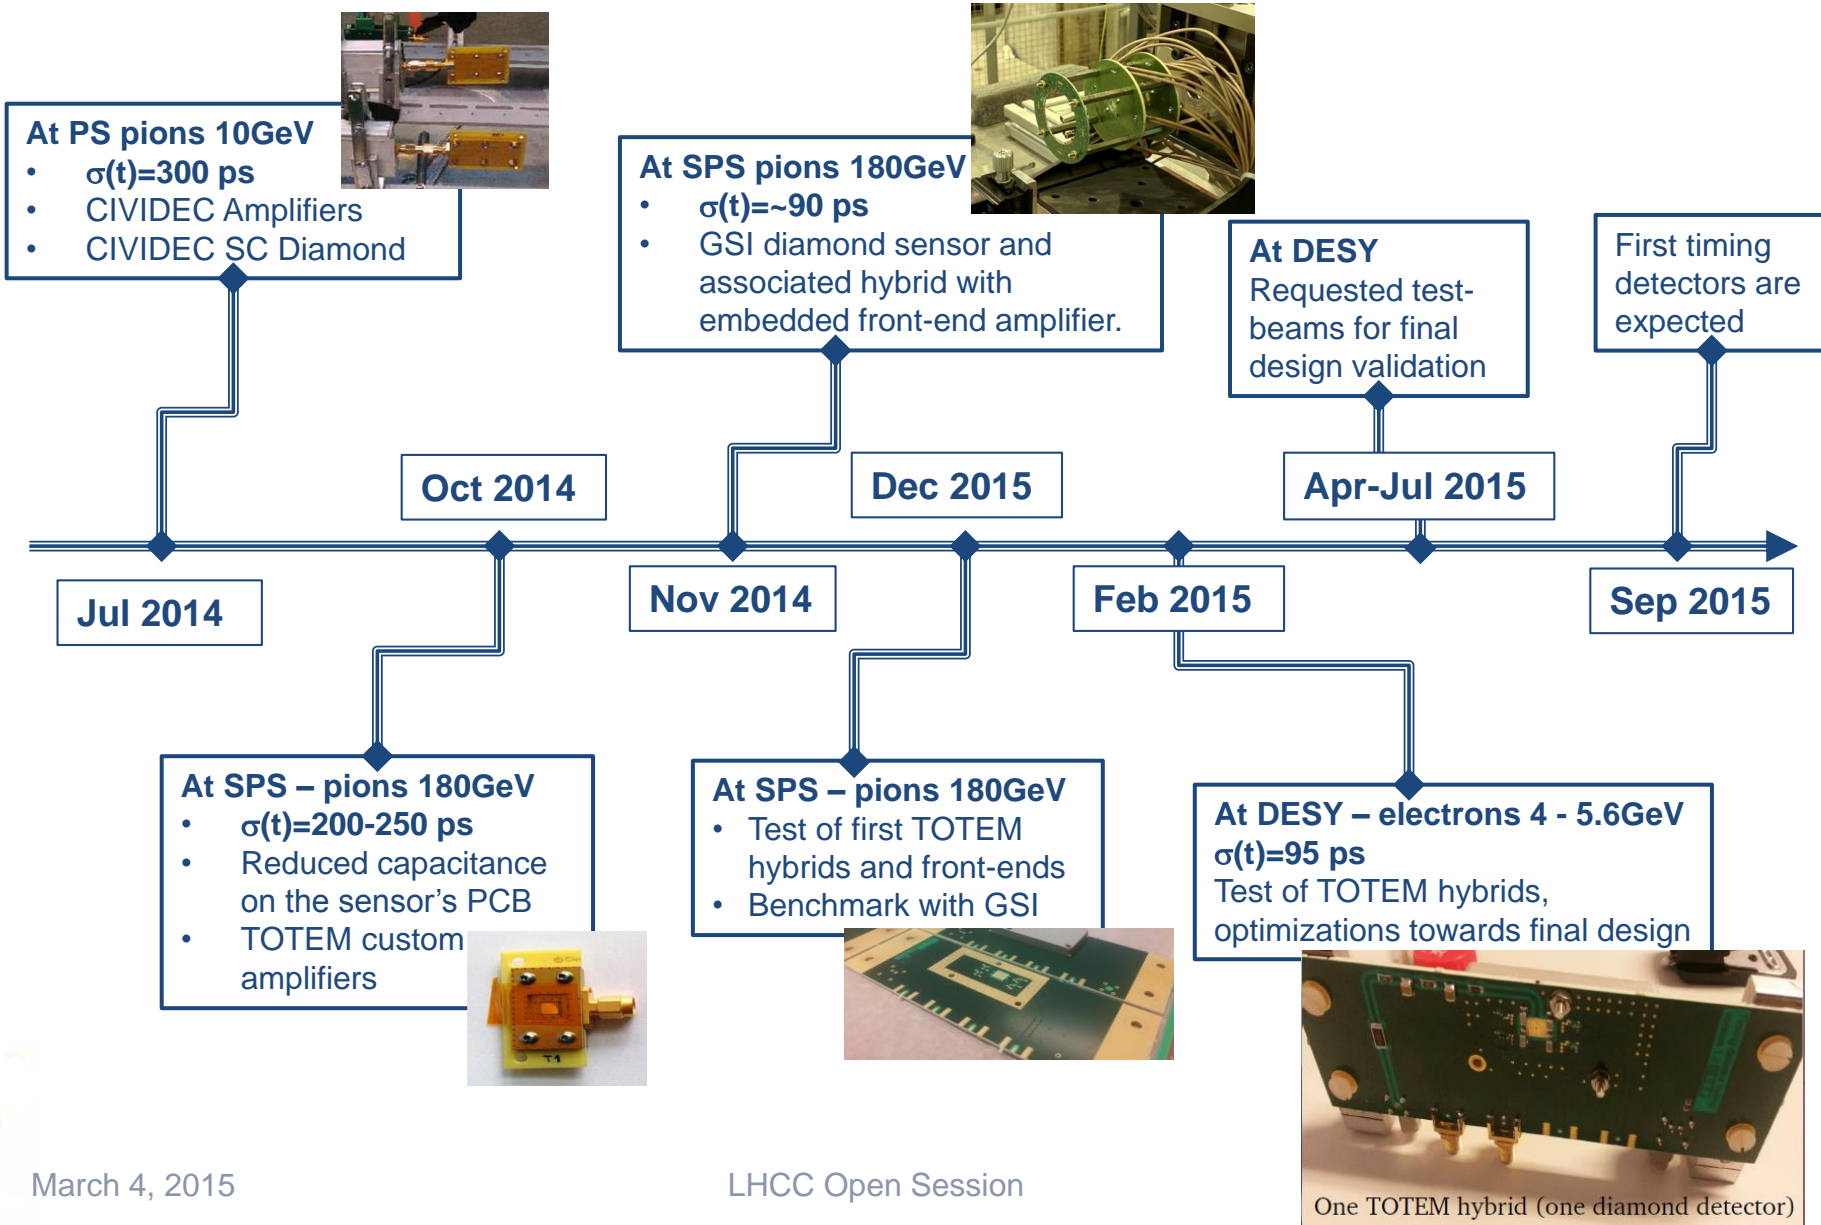 At PS pions 10GeV
• σ(t)=300 ps
• CIVIDEC Amplifiers
• CIVIDEC SC Diamond
At SPS pions 180GeV
• σ(t)=~90 ps
• GSI diamond sensor and
associated hybrid with
embedded front-end amplifier.
At DESY
Requested test-
beams for final
design validation
First timing
detectors are
expected
Oct 2014
Dec 2015
Apr-Jul 2015
Jul 2014
Nov 2014
Feb 2015
Sep 2015
At SPS – pions 180GeV
• σ(t)=200-250 ps
• Reduced capacitance
on the sensor’s PCB
• TOTEM custom
amplifiers
T1
At SPS – pions 180GeV
• Test of first TOTEM
hybrids and front-ends
• Benchmark with GSI
At DESY – electrons 4 - 5.6GeV
σ(t)=95 ps
Test of TOTEM hybrids,
optimizations towards final design
One TOTEM hybrid (one diamond detector)
March 4, 2015
LHCC Open Session